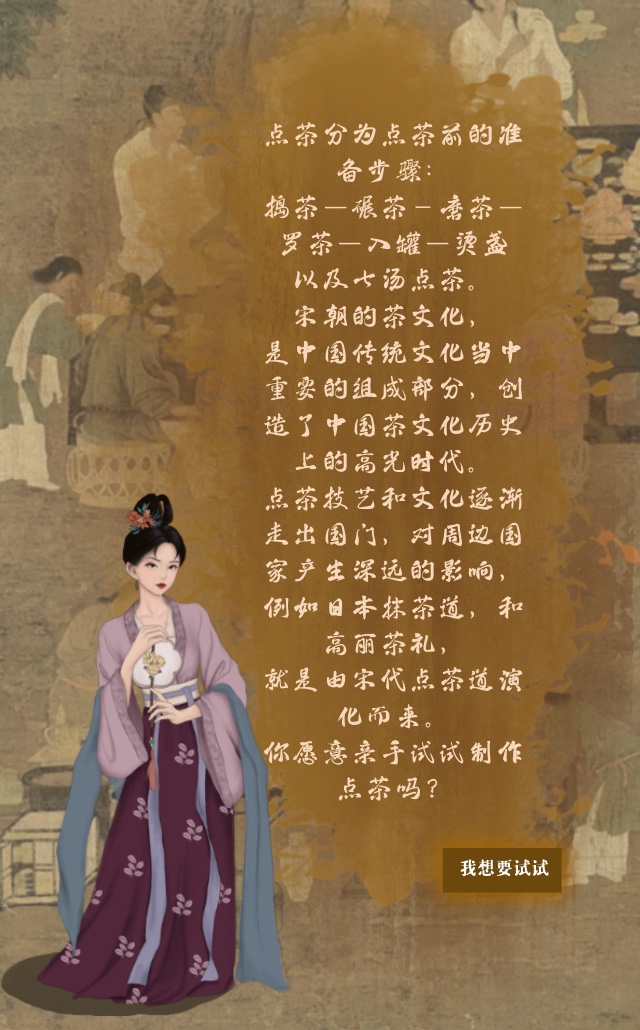 点茶分为点茶前的准
备步骤：
捣茶—碾茶-磨茶—
罗茶—入罐—烫盏
以及七汤点茶。
宋朝的茶文化，
是中国传统文化当中
重要的组成部分，创
造了中国茶文化历史
上的高光时代。
点茶技艺和文化逐渐
走出国门，对周边国
家产生深远的影响，
例如日本抹茶道，和
高丽茶礼，
就是由宋代点茶道演
化而来。
你愿意亲手试试制作
点茶吗？
我想要试试